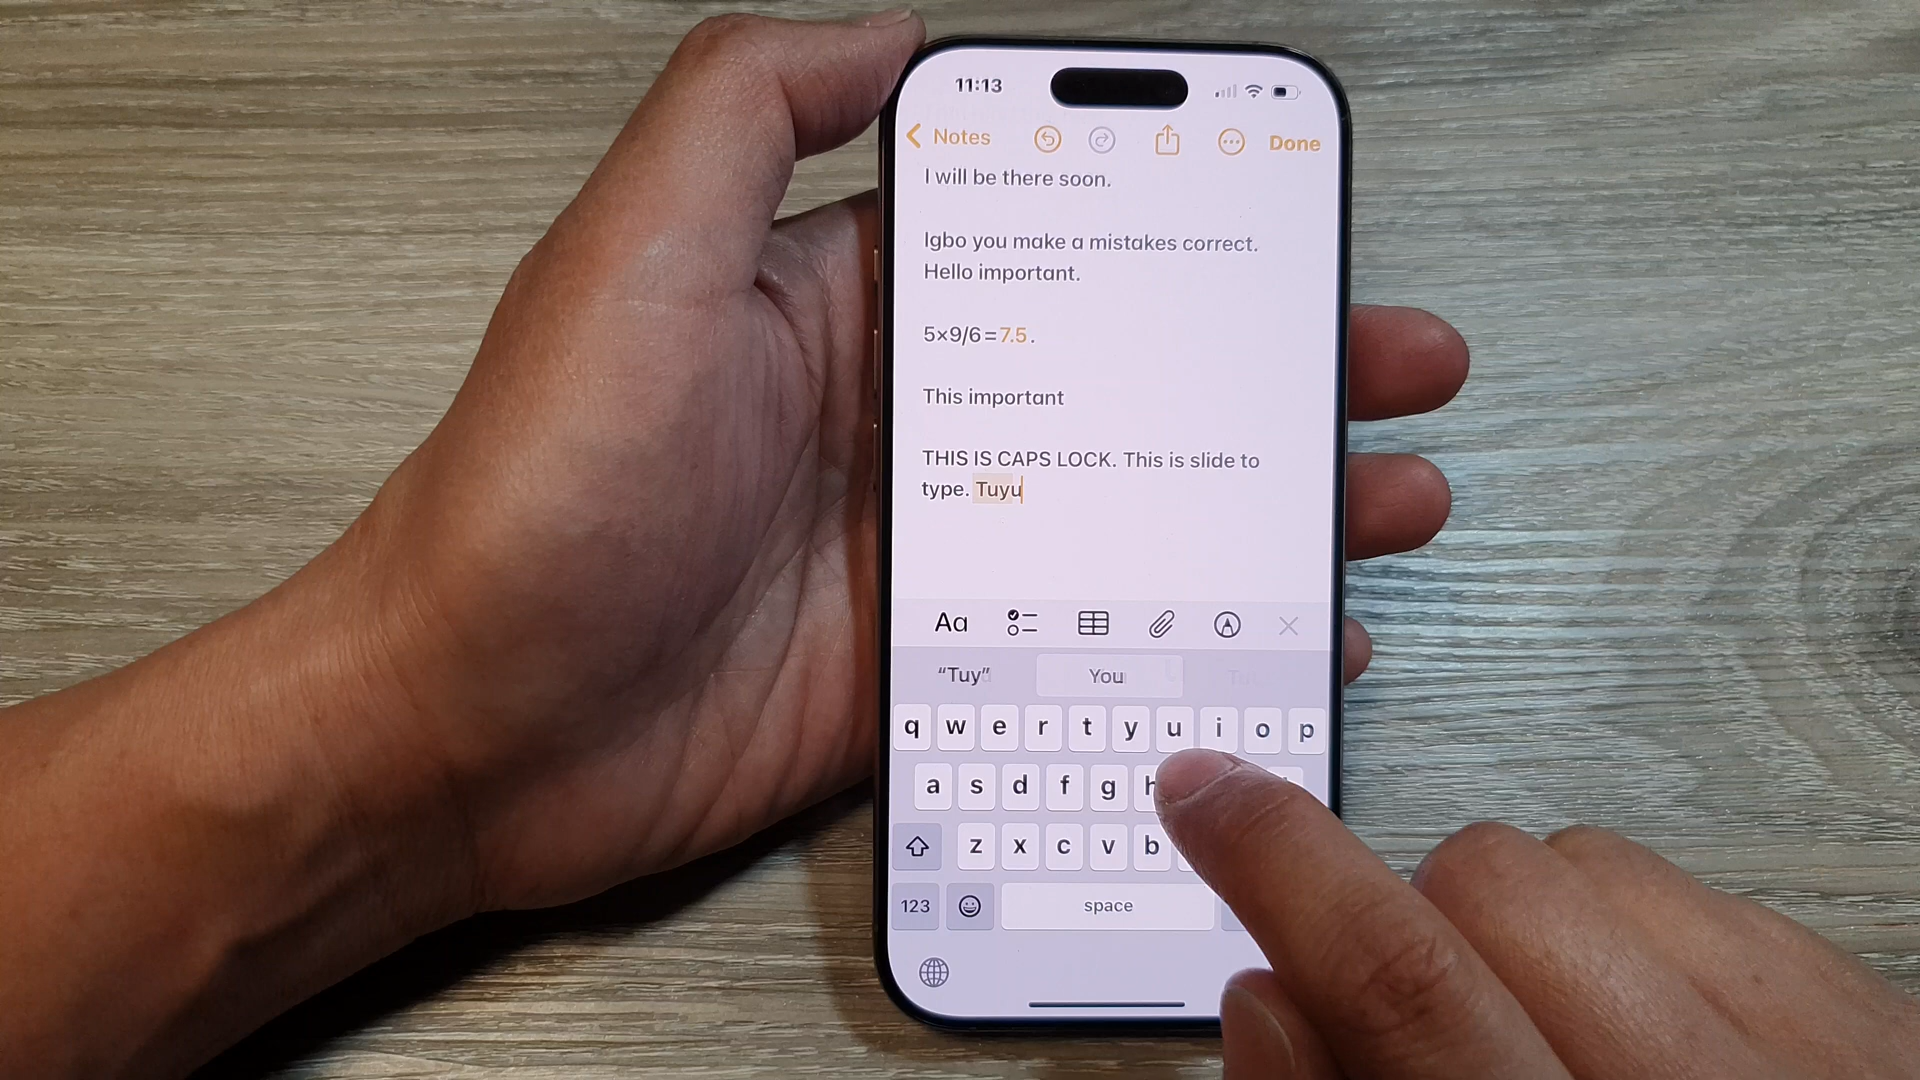 11:13
Notes
Done
I will be there soon.
Igbo you make a mistakes correct.
Hello important.
5×9/6=7.5.
This important
THIS IS CAPS LOCK. This is slide to
type. Tuyu
Aa
“Tuy” You
q w e r t y u i o p
a s d f g h
z x c v b
123 space